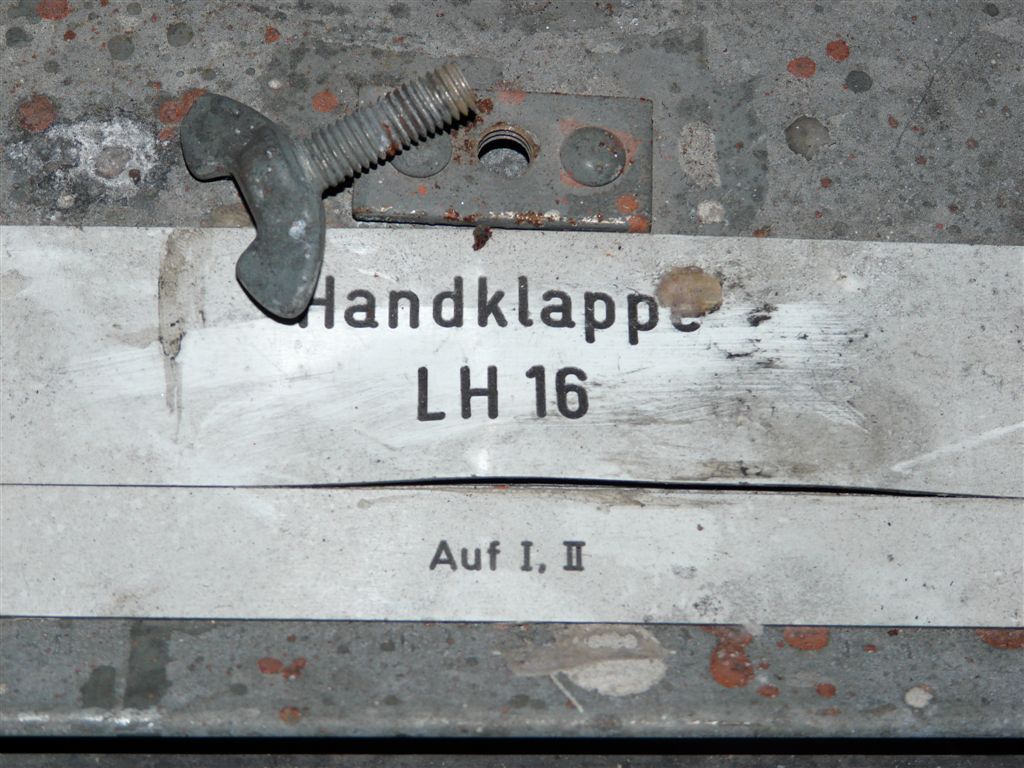 Handklappe
LH 16
Auf I, II